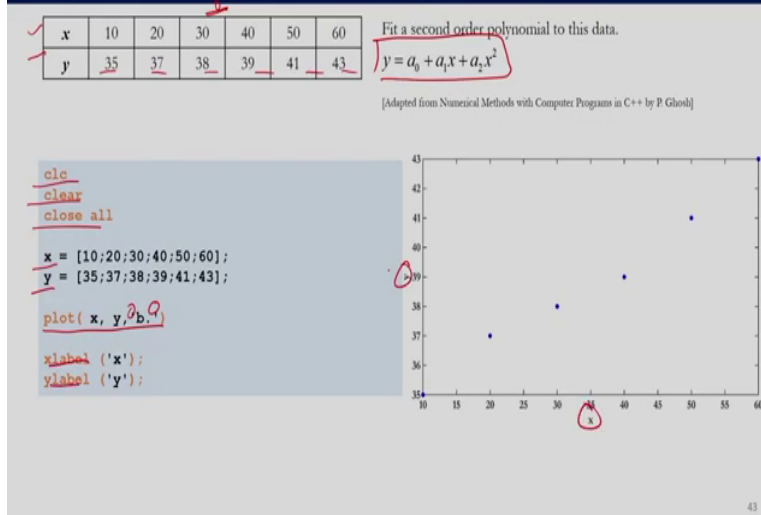 x 10 20 30 40 50 60
y 35 37 38 39 41 43
Fit a second order polynomial to this data.
y = a₀ + a₁x + a₂x²
[Adapted from Numerical Methods with Computer Programs in C++ by P. Ghosh]
clc
clear
close all
x = [10;20;30;40;50;60];
y = [35;37;38;39;41;43];
plot( x, y, 'b.')
xlabel ('x');
ylabel ('y');
43
42
41
40
39
38
37
36
35
10 15 20 25 30 35 40 45 50 55 60
x
43